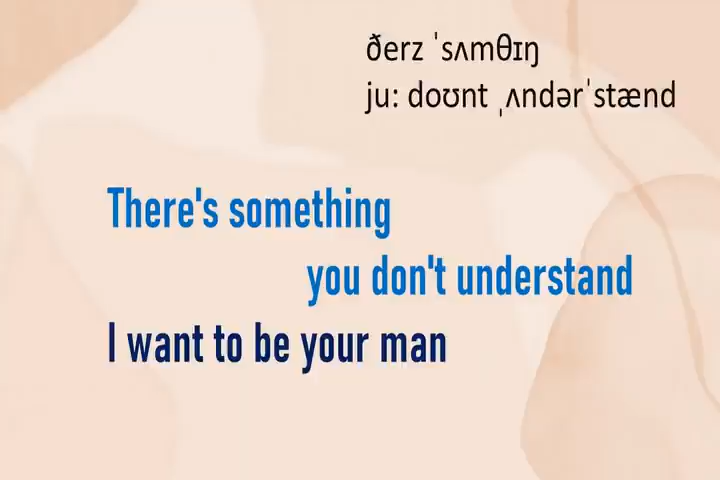 ðerz ˈsʌmθɪŋ
ju: doʊnt ˌʌndərˈstænd
There's something
you don't understand
I want to be your man